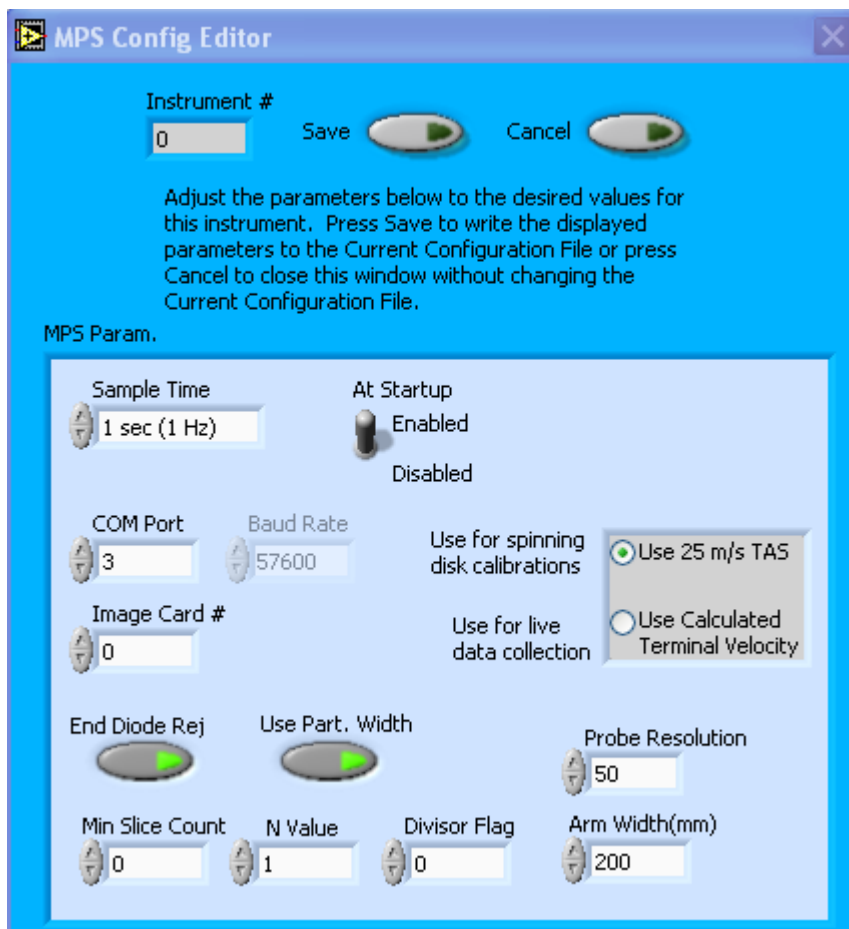 MPS Config Editor
Instrument #
0
Save
Cancel
Adjust the parameters below to the desired values for
this instrument. Press Save to write the displayed
parameters to the Current Configuration File or press
Cancel to close this window without changing the
Current Configuration File.
MPS Param.
Sample Time
1 sec (1 Hz)
At Startup
Enabled
Disabled
COM Port
3
Baud Rate
57600
Use for spinning
disk calibrations
Use 25 m/s TAS
Image Card #
0
Use for live
data collection
Use Calculated
Terminal Velocity
End Diode Rej
Use Part. Width
Probe Resolution
50
Min Slice Count
0
N Value
1
Divisor Flag
0
Arm Width(mm)
200